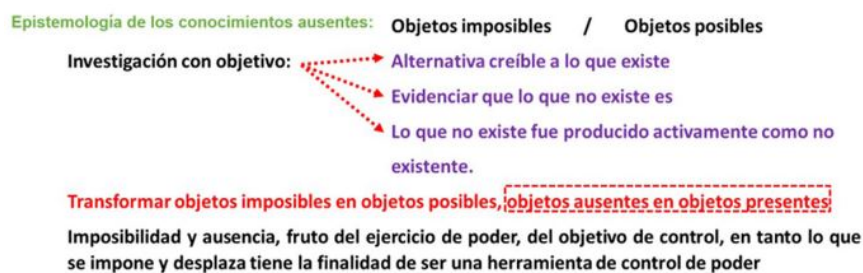 Epistemología de los conocimientos ausentes: Objetos imposibles / Objetos posibles
Investigación con objetivo: Alternativa creíble a lo que existe
Evidenciar que lo que no existe es
Lo que no existe fue producido activamente como no
existente.
Transformar objetos imposibles en objetos posibles, objetos ausentes en objetos presentes
Imposibilidad y ausencia, fruto del ejercicio de poder, del objetivo de control, en tanto lo que
se impone y desplaza tiene la finalidad de ser una herramienta de control de poder